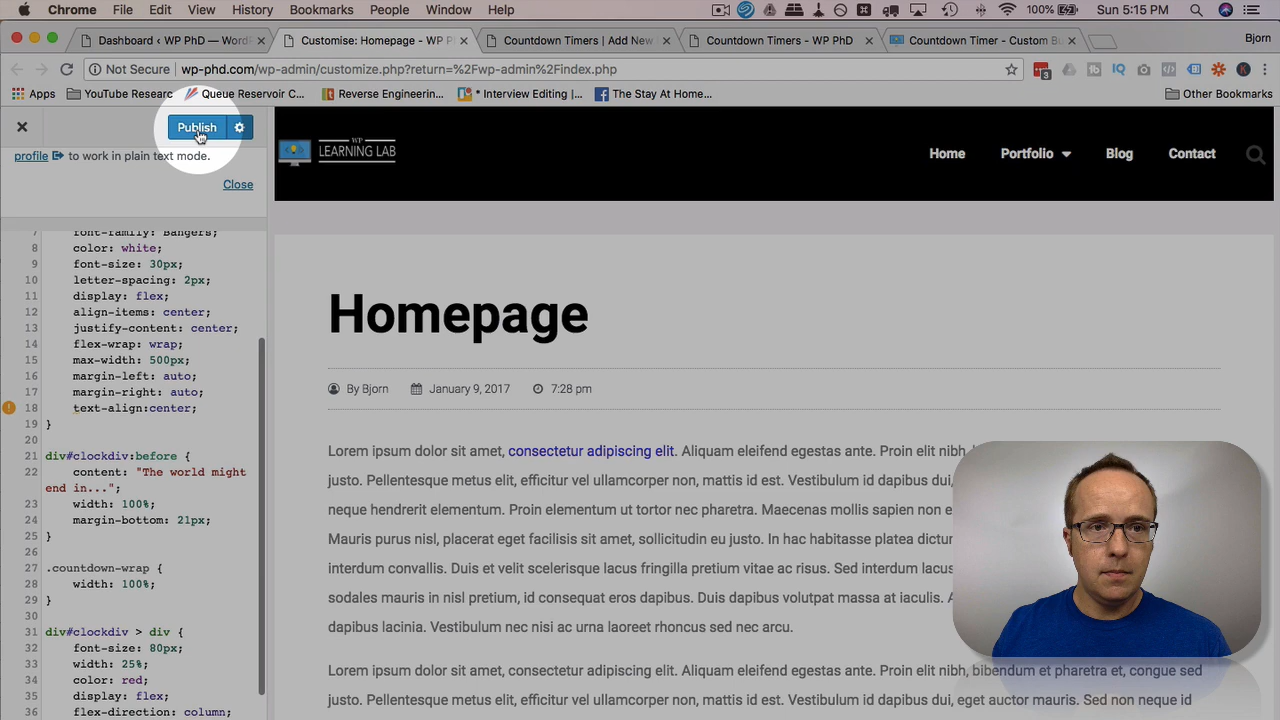 Chrome File Edit View History Bookmarks People Window Help 100% Sun 5:15 PM
Dashboard ‹ WP PhD — Word Customise: Homepage - WP P Countdown Timers | Add New Countdown Timers - WP PhD Countdown Timer - Custom Bu Bjorn
Not Secure wp-phd.com/wp-admin/customize.php?return=%2Fwp-admin%2Findex.php
Apps YouTube Researc Queue Reservoir C... Reverse Engineerin... * Interview Editing |... The Stay At Home... Other Bookmarks
Publish
profile to work in plain text mode.
Close
WP
LEARNING LAB
Home Portfolio Blog Contact
7 font-family: Bangers;
8 color: white;
9 font-size: 30px;
10 letter-spacing: 2px;
11 display: flex;
12 align-items: center;
13 justify-content: center;
14 flex-wrap: wrap;
15 max-width: 500px;
16 margin-left: auto;
17 margin-right: auto;
18 text-align:center;
19 }
20
21 div#clockdiv:before {
22 content: "The world might
end in...";
23 width: 100%;
24 margin-bottom: 21px;
25 }
26
27 .countdown-wrap {
28 width: 100%;
29 }
30
31 div#clockdiv > div {
32 font-size: 80px;
33 width: 25%;
34 color: red;
35 display: flex;
36 flex-direction: column;
Homepage
By Bjorn January 9, 2017 7:28 pm
Lorem ipsum dolor sit amet, consectetur adipiscing elit. Aliquam eleifend egestas ante. Proin elit nibh,
justo. Pellentesque metus elit, efficitur vel ullamcorper non, mattis id est. Vestibulum id dapibus dui,
neque hendrerit elementum. Proin elementum ut tortor nec pharetra. Maecenas mollis sapien non e
Mauris purus nisl, placerat eget facilisis sit amet, sollicitudin eu justo. In hac habitasse platea dictur
interdum convallis. Duis et velit scelerisque lacus fringilla pretium vitae ac risus. Sed interdum lacus
sodales mauris in nisl pretium, id consequat eros dapibus. Duis dapibus volutpat massa at iaculis. A
dapibus lacinia. Vestibulum nec nisi ac urna laoreet rhoncus sed nec arcu.
Lorem ipsum dolor sit amet, consectetur adipiscing elit. Aliquam eleifend egestas ante. Proin elit nibh, bibendum et pharetra et, congue sed
justo. Pellentesque metus elit, efficitur vel ullamcorper non, mattis id est. Vestibulum id dapibus dui, eget auctor mauris. Sed non neque id